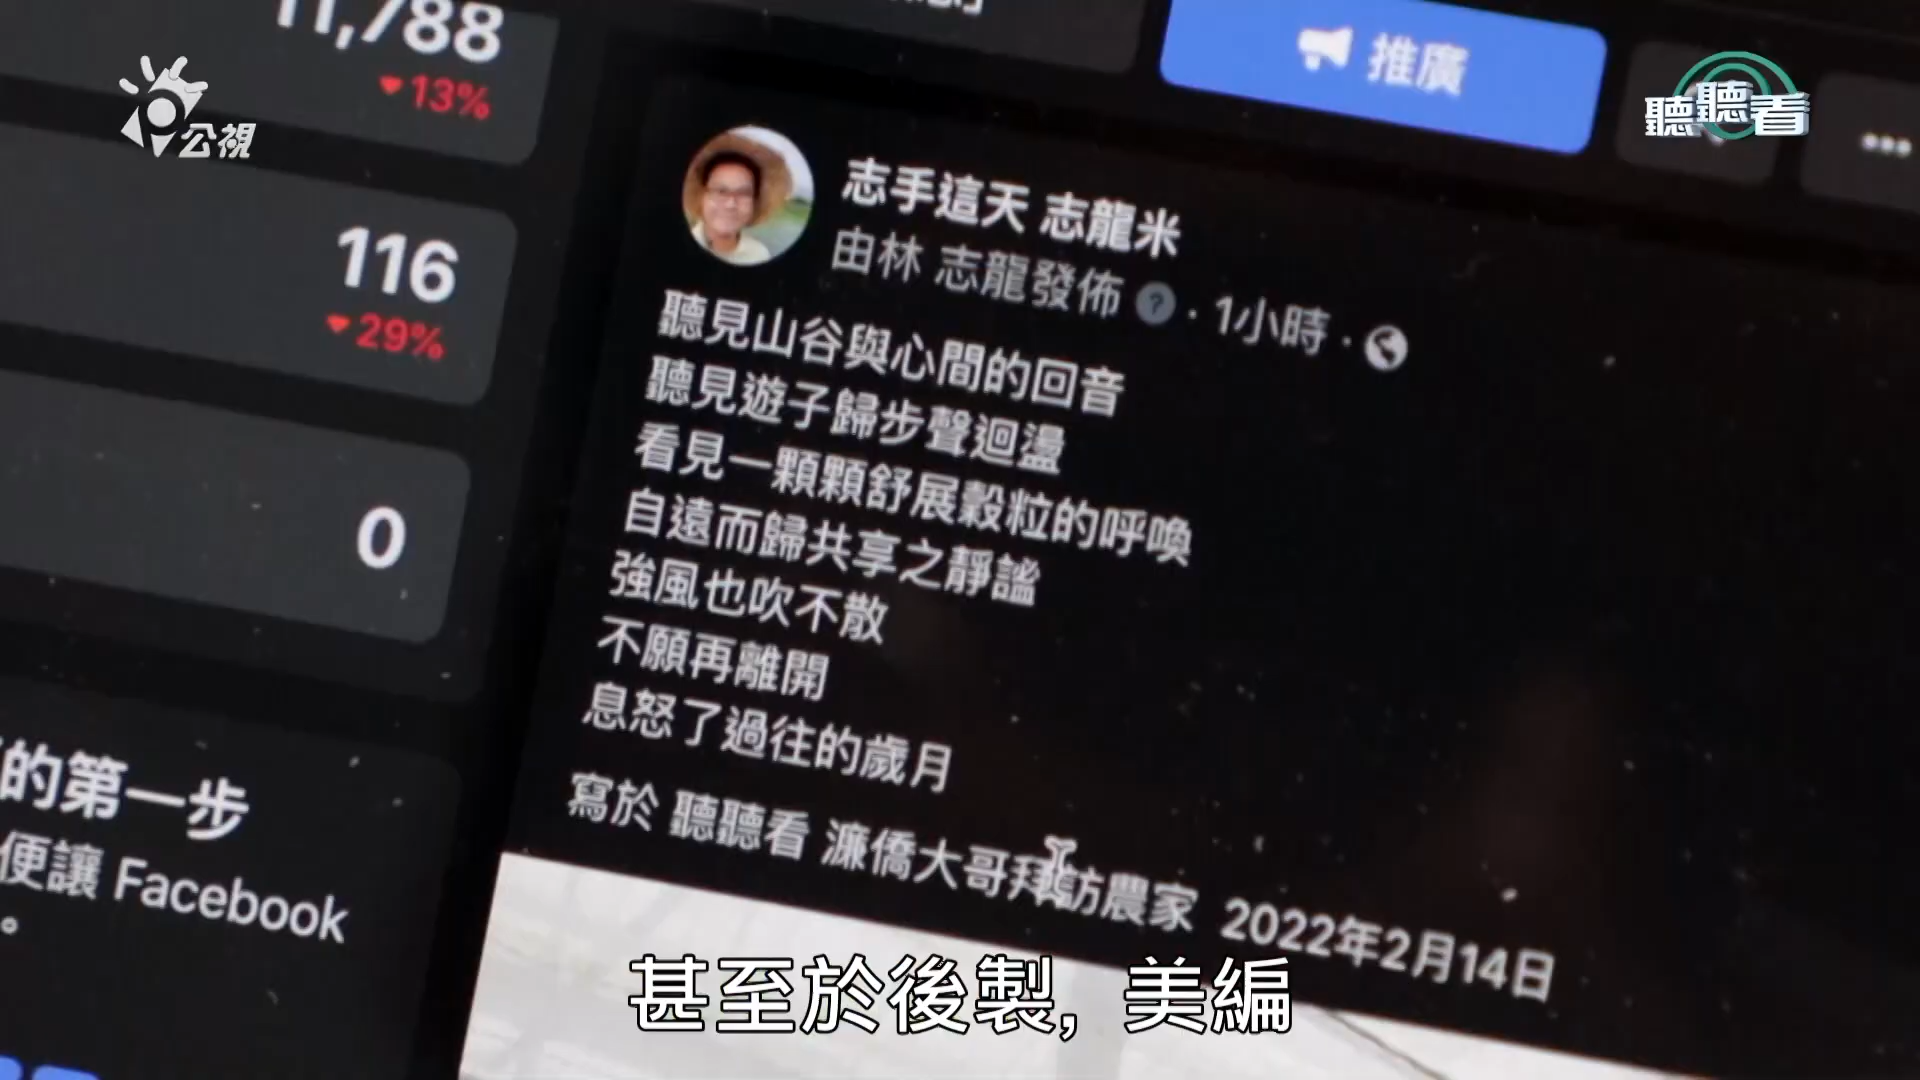 11,788
13%
公視
推廣
聽聽看
116
29%
0
的第一步
便讓 Facebook
。
志手這天 志龍米
由林 志龍發佈 · 1小時 ·
聽見山谷與心間的回音
聽見遊子歸步聲迴盪
看見一顆顆舒展穀粒的呼喚
自遠而歸共享之靜謐
強風也吹不散
不願再離開
息怒了過往的歲月
寫於 聽聽看 濂僑大哥拜訪農家 2022年2月14日
甚至於後製, 美編